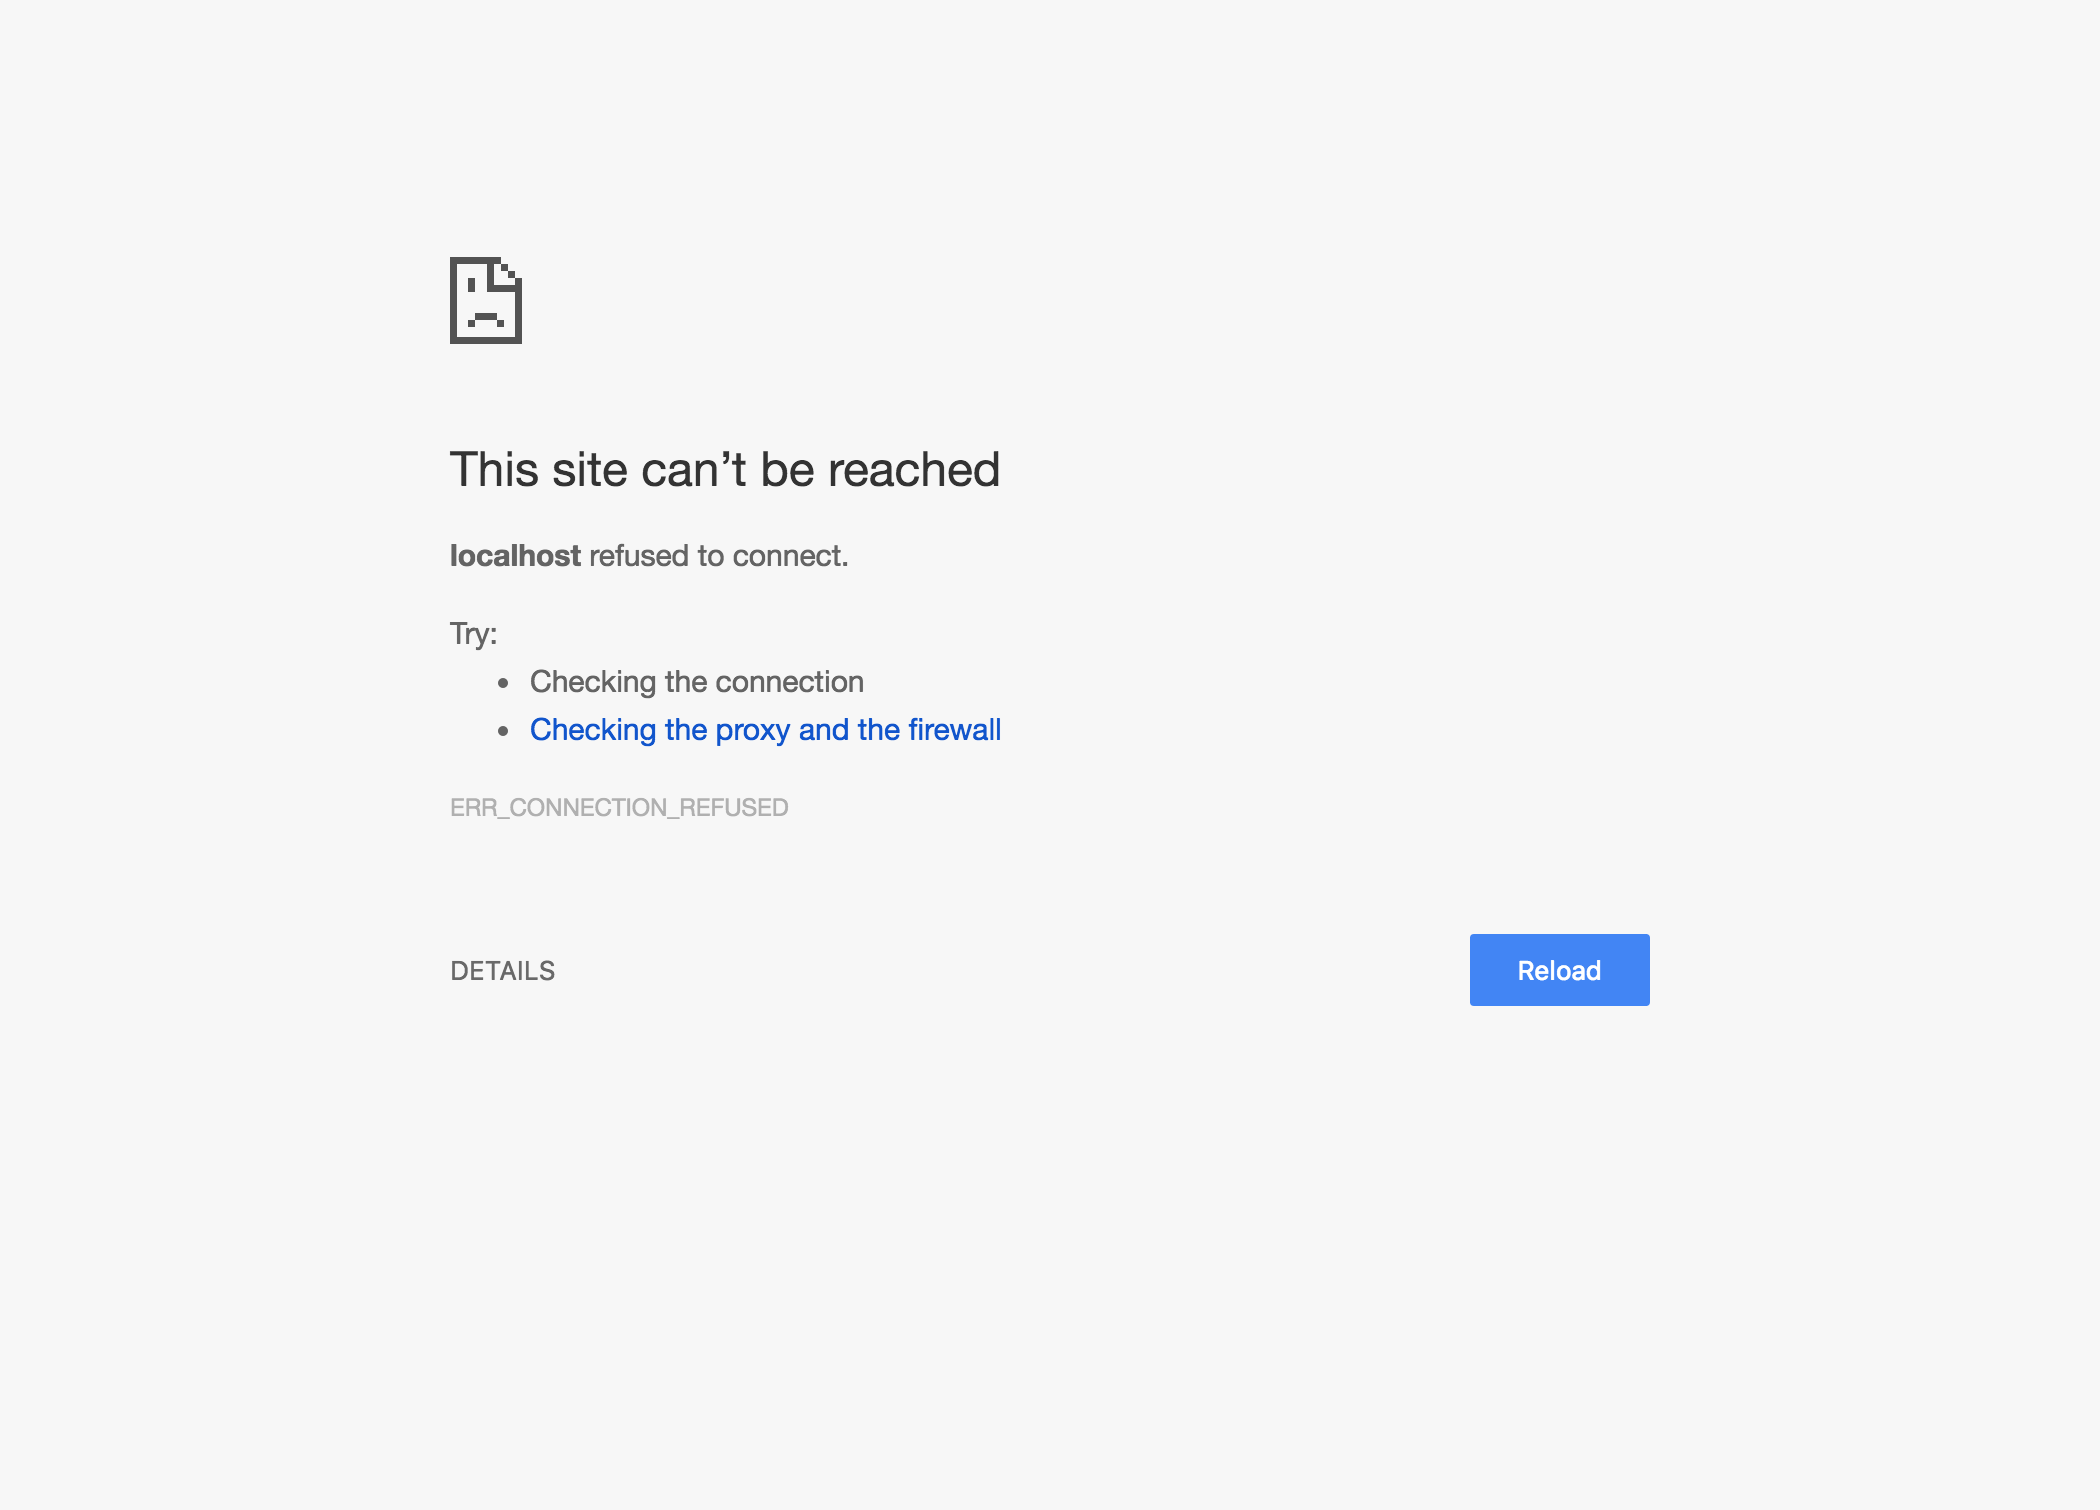 This site can’t be reached
localhost refused to connect.
Try:
Checking the connection
Checking the proxy and the firewall
ERR_CONNECTION_REFUSED
DETAILS
Reload